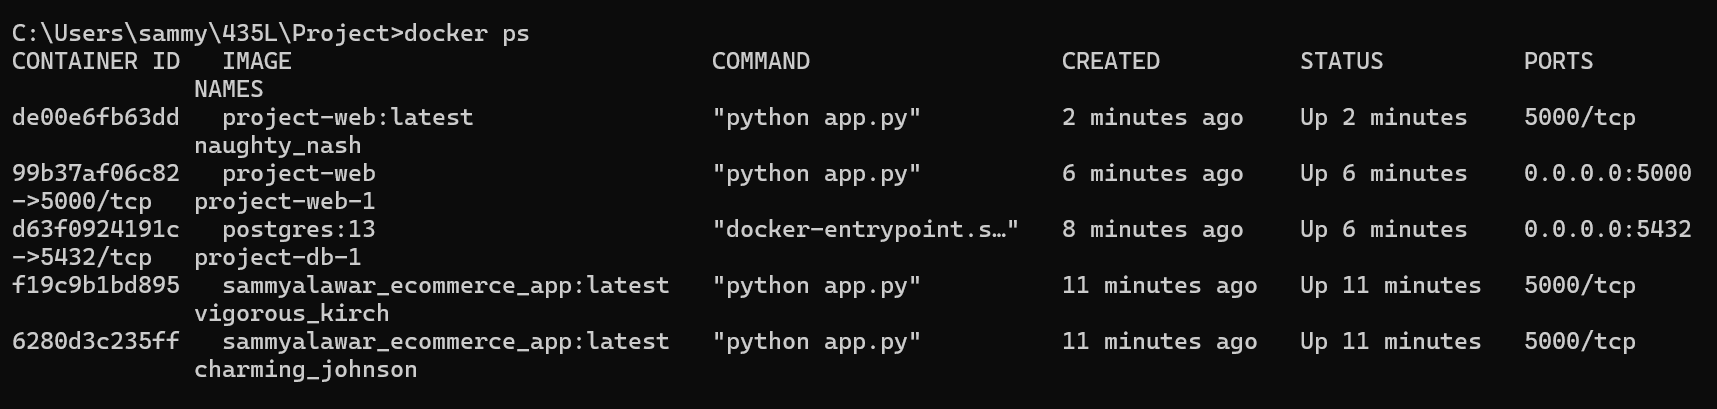 C:\Users\sammy\435L\Project>docker ps
CONTAINER ID   IMAGE                              COMMAND                  CREATED          STATUS          PORTS
             NAMES
de00e6fb63dd   project-web:latest                 "python app.py"          2 minutes ago    Up 2 minutes    5000/tcp
             naughty_nash
99b37af06c82   project-web                        "python app.py"          6 minutes ago    Up 6 minutes    0.0.0.0:5000
->5000/tcp   project-web-1
d63f0924191c   postgres:13                        "docker-entrypoint.s…"   8 minutes ago    Up 6 minutes    0.0.0.0:5432
->5432/tcp   project-db-1
f19c9b1bd895   sammyalawar_ecommerce_app:latest   "python app.py"          11 minutes ago   Up 11 minutes   5000/tcp
             vigorous_kirch
6280d3c235ff   sammyalawar_ecommerce_app:latest   "python app.py"          11 minutes ago   Up 11 minutes   5000/tcp
             charming_johnson